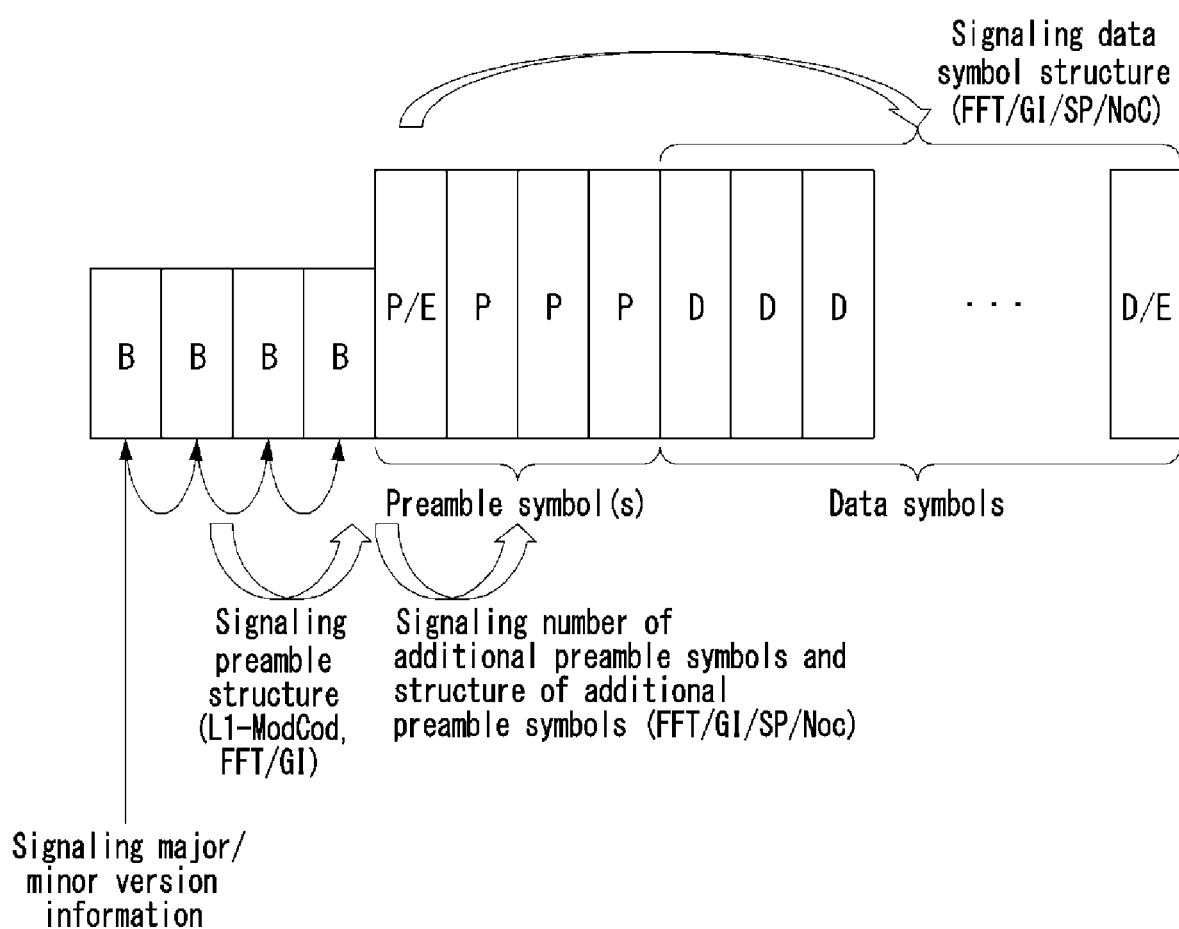 Signaling data
symbol structure
(FFT/GI/SP/NoC)
B
B
B
B
P/E
P
P
P
D
D
D
· · ·
D/E
Preamble symbol(s)
Data symbols
Signaling
preamble
structure
(L1-ModCod,
FFT/GI)
Signaling number of
additional preamble symbols and
structure of additional
preamble symbols (FFT/GI/SP/Noc)
Signaling major/
minor version
information